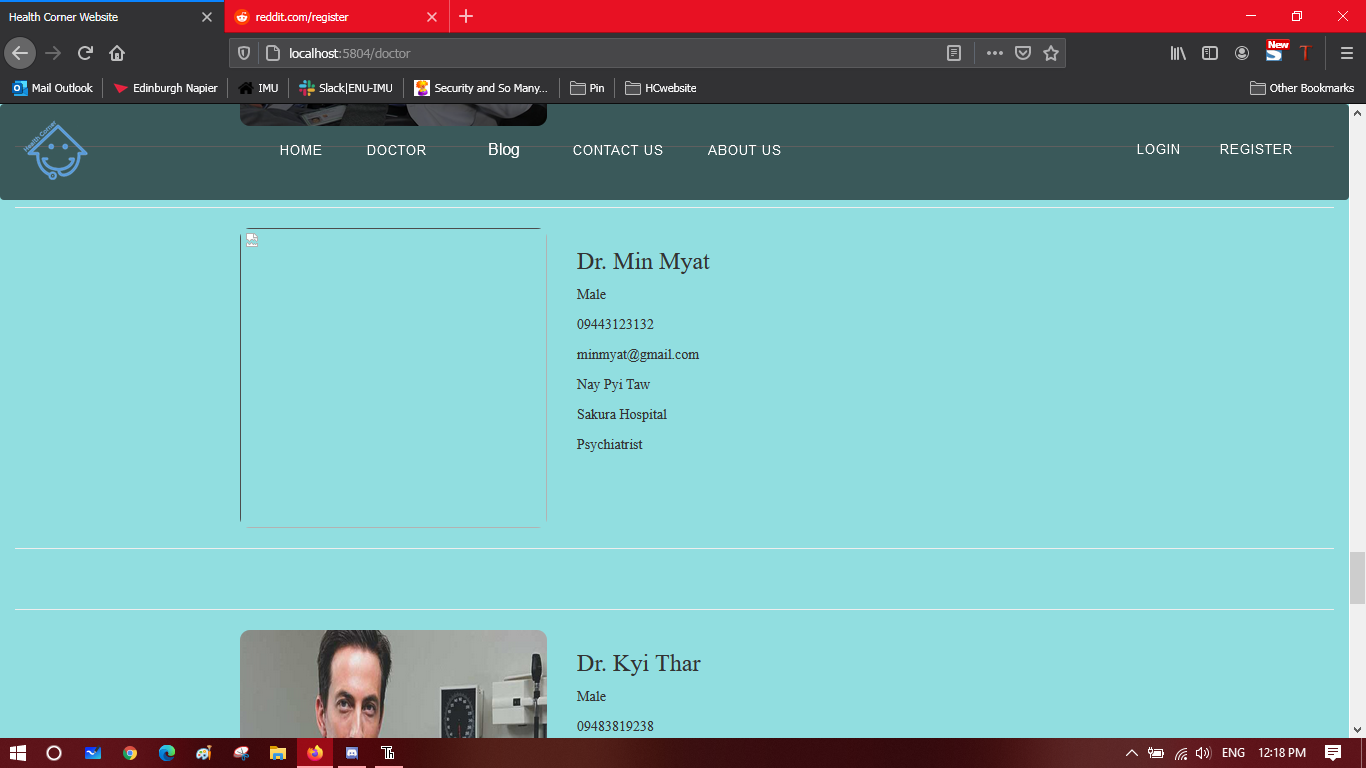 Health Corner Website
reddit.com/register
localhost:5804/doctor
New
S
T
Mail Outlook
Edinburgh Napier
IMU
Slack|ENU-IMU
Security and So Many...
Pin
HCwebsite
Other Bookmarks
Health Corner
HOME
DOCTOR
Blog
CONTACT US
ABOUT US
LOGIN
REGISTER
Dr. Min Myat
Male
09443123132
minmyat@gmail.com
Nay Pyi Taw
Sakura Hospital
Psychiatrist
Dr. Kyi Thar
Male
09483819238
ENG
12:18 PM